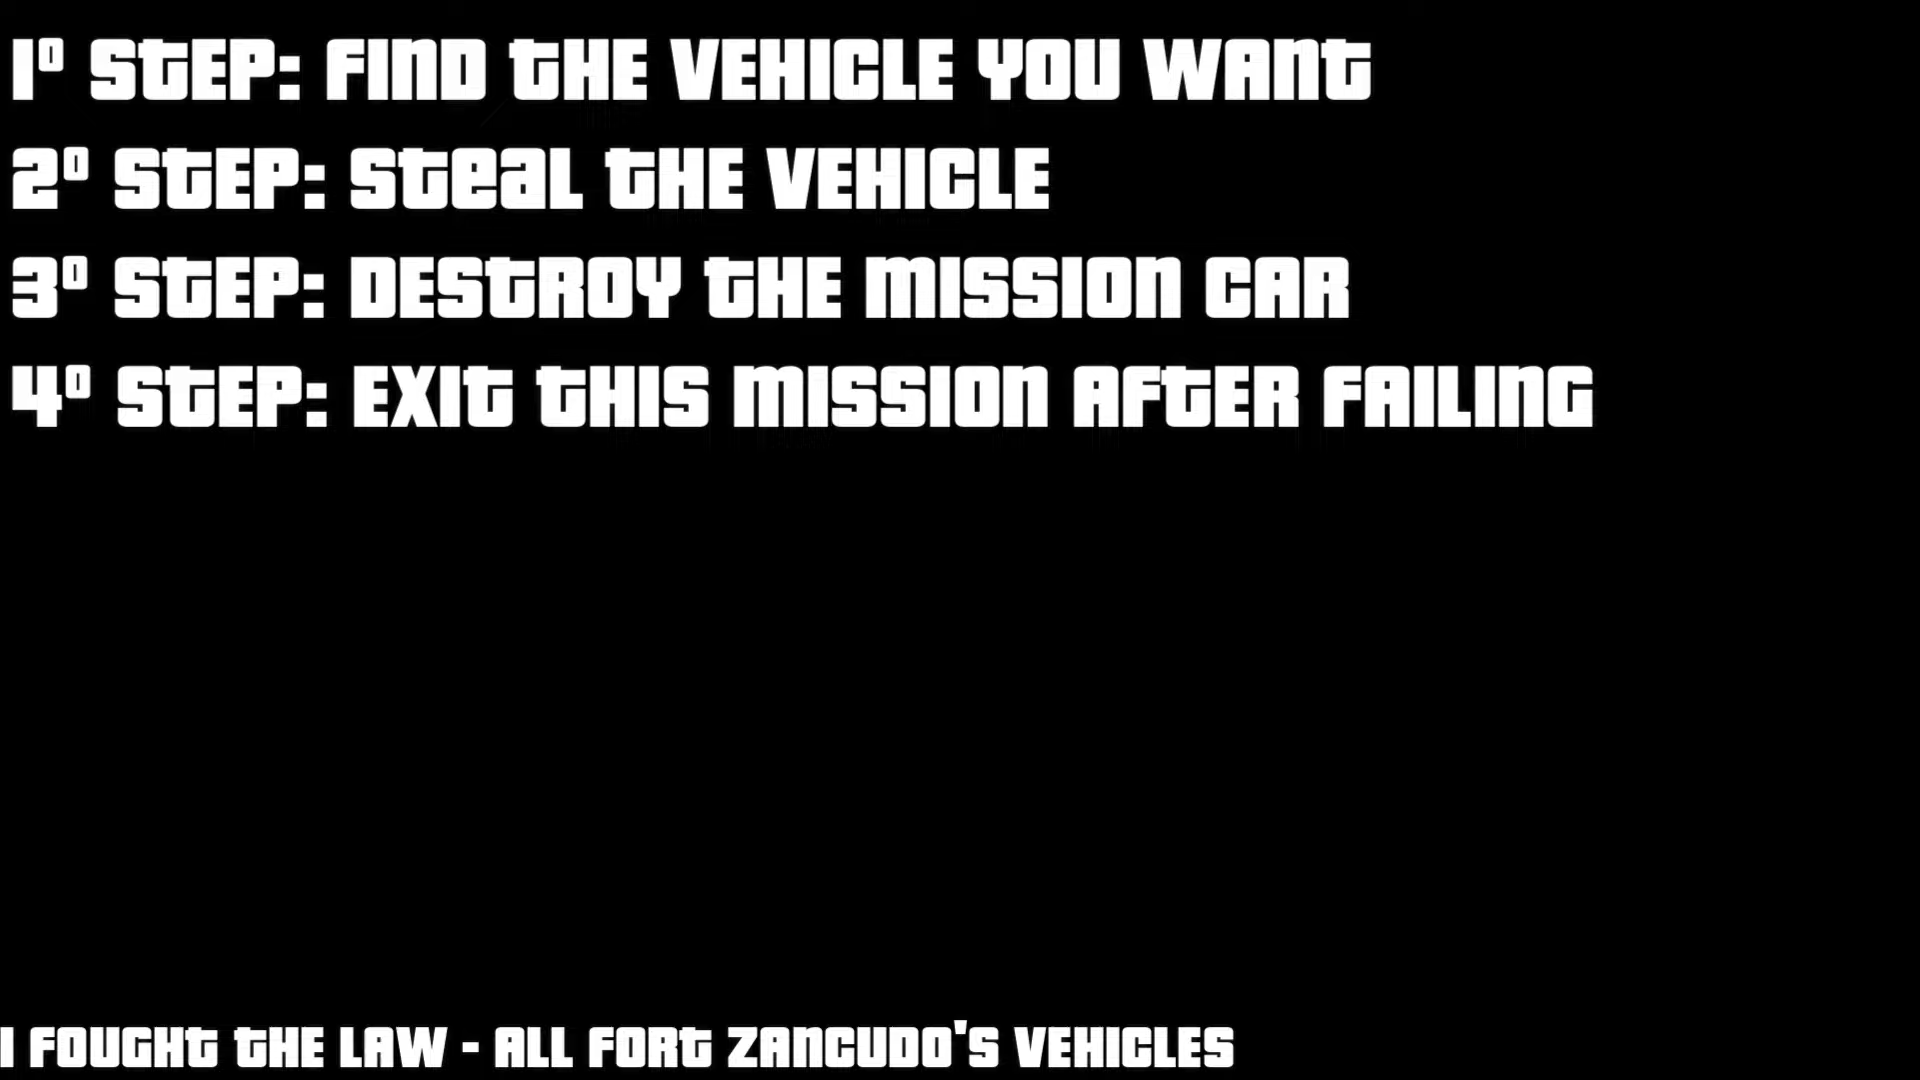 1º STEP: FIND THE VEHICLE YOU WANT
2º STEP: STEAL THE VEHICLE
3º STEP: DESTROY THE MISSION CAR
4º STEP: EXIT THIS MISSION AFTER FAILING
I FOUGHT THE LAW - ALL FORT ZANCUDO'S VEHICLES